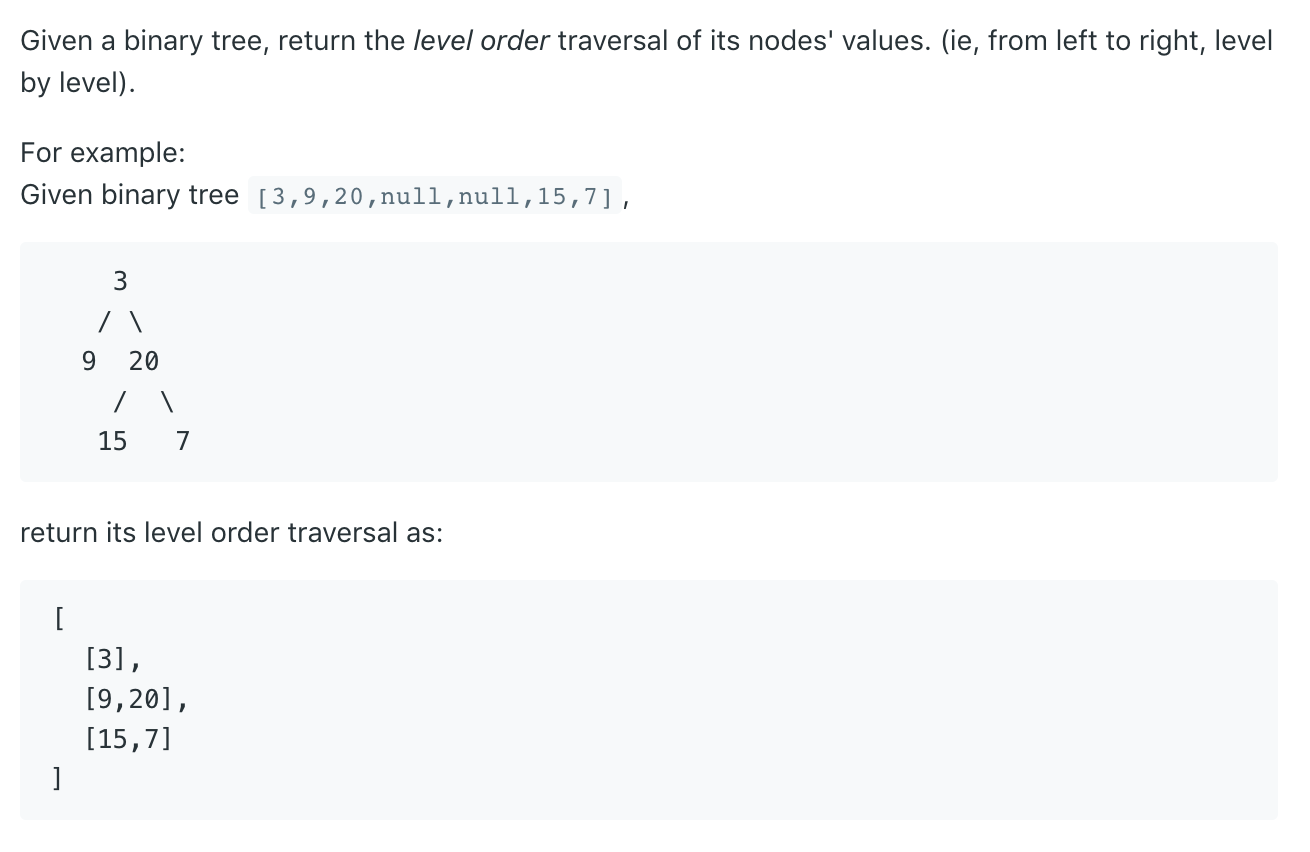 Given a binary tree, return the level order traversal of its nodes' values. (ie, from left to right, level
by level).
For example:
Given binary tree [3,9,20,null,null,15,7],
    3
   / \
  9  20
    /  \
   15   7
return its level order traversal as:
[
  [3],
  [9,20],
  [15,7]
]